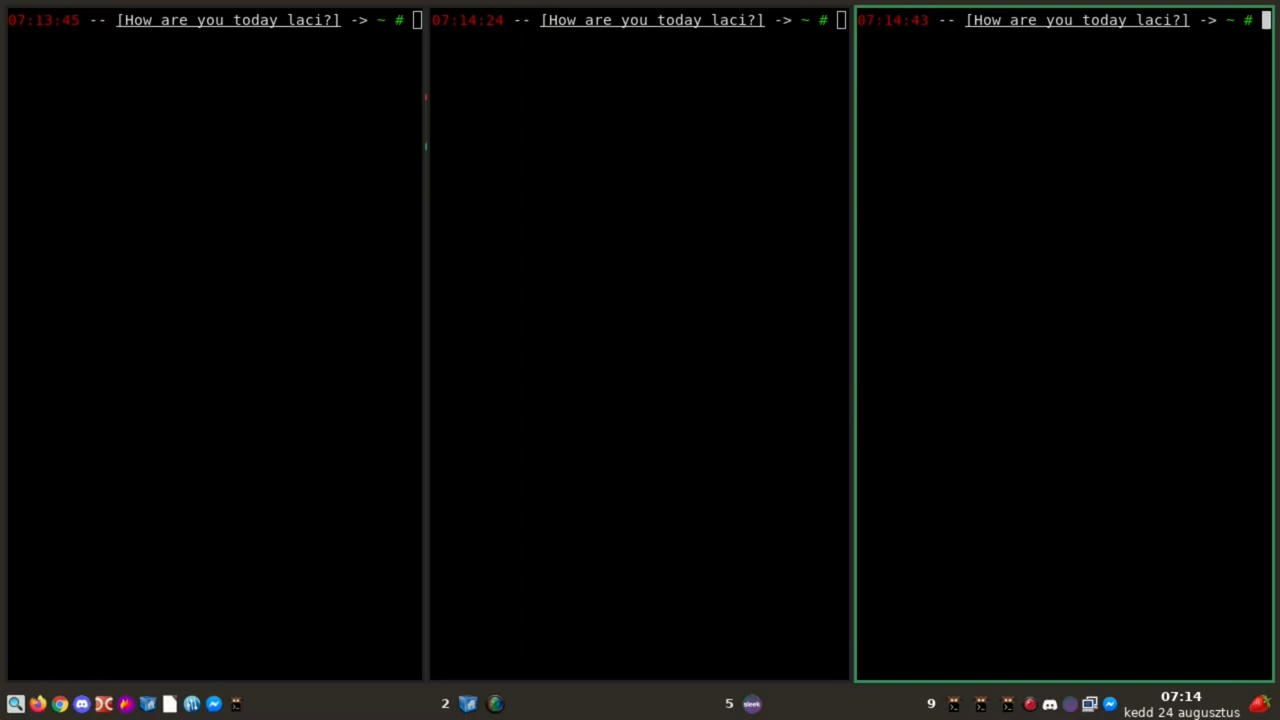 07:13:45 -- [How are you today laci?] -> ~ #
07:14:24 -- [How are you today laci?] -> ~ #
07:14:43 -- [How are you today laci?] -> ~ #
2
5
sleek
9
07:14
kedd 24 augusztus